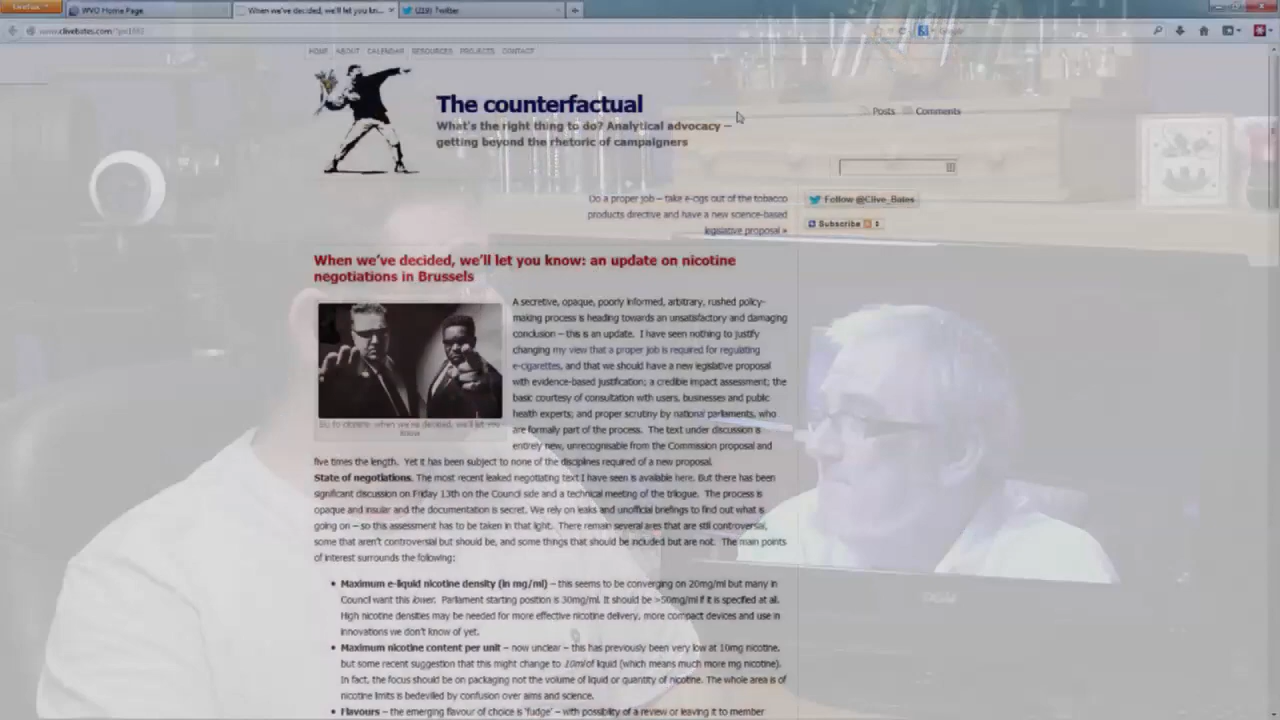 Firefox
WVO Home Page
When we've decided, we'll let you kn...
Twitter
www.clivebates.com
Google
HOME ABOUT CALENDAR RESOURCES PROJECTS CONTACT
The counterfactual
What's the right thing to do? Analytical advocacy –
getting beyond the rhetoric of campaigners
Posts Comments
Do a proper job – take e-cigs out of the tobacco
products directive and have a new science-based
legislative proposal »
Follow @Clive_Bates
Subscribe
When we've decided, we'll let you know: an update on nicotine
negotiations in Brussels
A secretive, opaque, poorly informed, arbitrary, rushed policy-
making process is heading towards an unsatisfactory and damaging
conclusion – this is an update. I have seen nothing to justify
changing my view that a proper job is required for regulating
e-cigarettes, and that we should have a new legislative proposal
with evidence-based justification; a credible impact assessment; the
basic courtesy of consultation with users, businesses and public
health experts; and proper scrutiny by national parliaments, who
are formally part of the process. The text under discussion is
entirely new, unrecognisable from the Commission proposal and
when we've decided, we'll let you
know
five times the length. Yet it has been subject to none of the disciplines required of a new proposal.
State of negotiations. The most recent leaked negotiating text I have seen is available here. But there has been
significant discussion on Friday 13th on the Council side and a technical meeting of the trilogue. The process is
opaque and insular and the documentation is secret. We rely on leaks and unofficial briefings to find out what is
going on – so this assessment has to be taken in that light. There remain several ares that are still controversial,
some that aren't controversial but should be, and some things that should be included but are not. The main points
of interest surrounds the following:
• Maximum e-liquid nicotine density (in mg/ml) – this seems to be converging on 20mg/ml but many in
Council want this lower. Parliament starting position is 30mg/ml. It should be >50mg/ml if it is specified at all.
High nicotine densities may be needed for more effective nicotine delivery, more compact devices and use in
innovations we don't know of yet.
• Maximum nicotine content per unit – now unclear – this has previously been very low at 10mg nicotine,
but some recent suggestion that this might change to 10ml of liquid (which means much more mg nicotine).
In fact, the focus should be on packaging not the volume of liquid or quantity of nicotine. The whole area is of
nicotine limits is bedeviled by confusion over aims and science.
• Flavours – the emerging flavour of choice is 'fudge' – with possibility of a review or leaving it to member